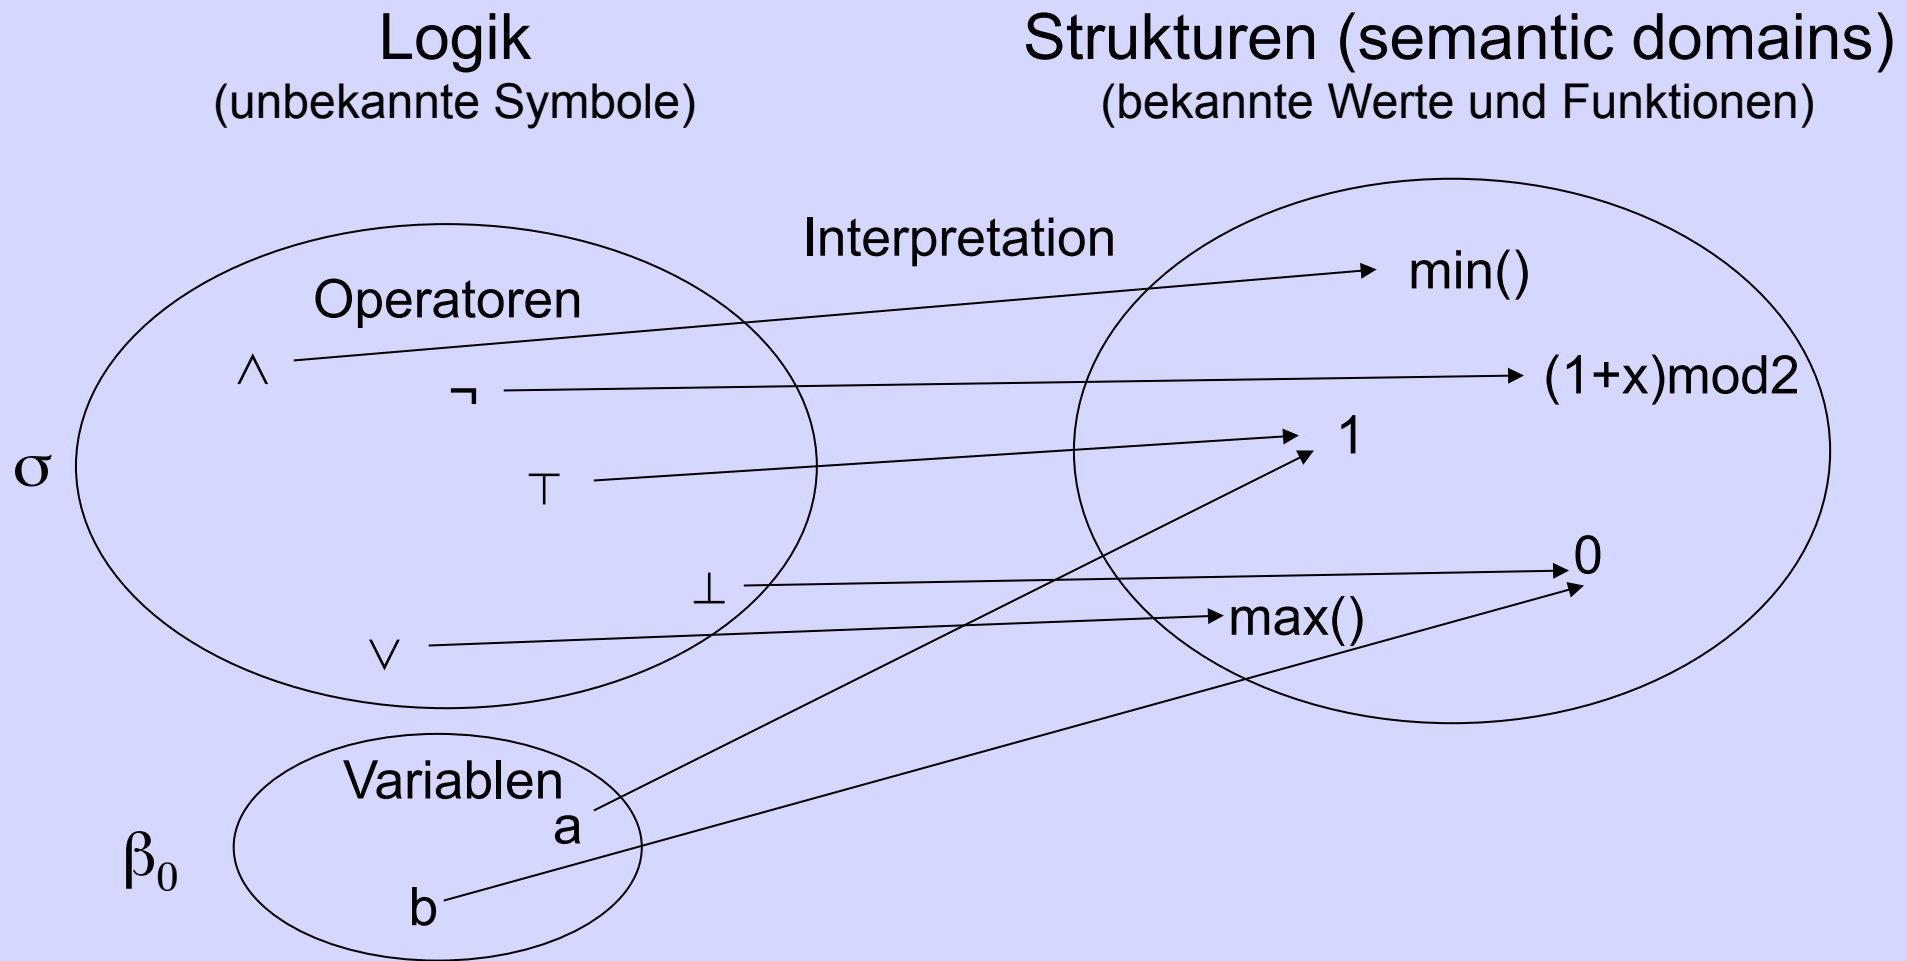 Logik
(unbekannte Symbole)
Strukturen (semantic domains)
(bekannte Werte und Funktionen)
Interpretation
Operatoren
∧
¬
⊤
⊥
∨
σ
min()
(1+x)mod2
1
0
max()
Variablen
a
b
β₀